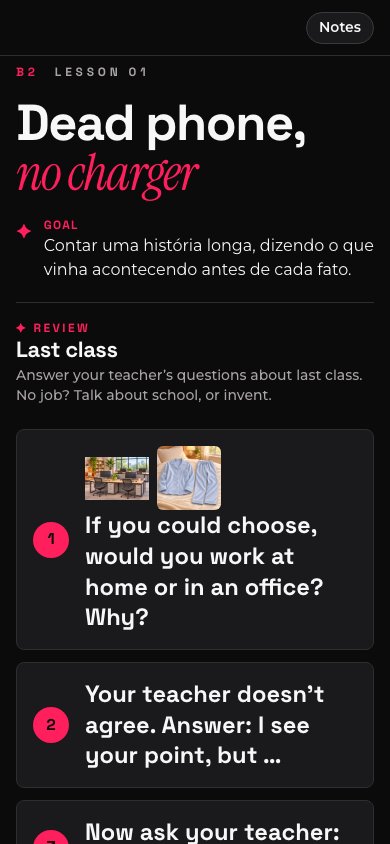 Notes
B2 LESSON 01
Dead phone,
no charger
GOAL
Contar uma história longa, dizendo o que
vinha acontecendo antes de cada fato.
REVIEW
Last class
Answer your teacher's questions about last class.
No job? Talk about school, or invent.
1
If you could choose,
would you work at
home or in an office?
Why?
2
Your teacher doesn't
agree. Answer: I see
your point, but ...
Now ask your teacher: